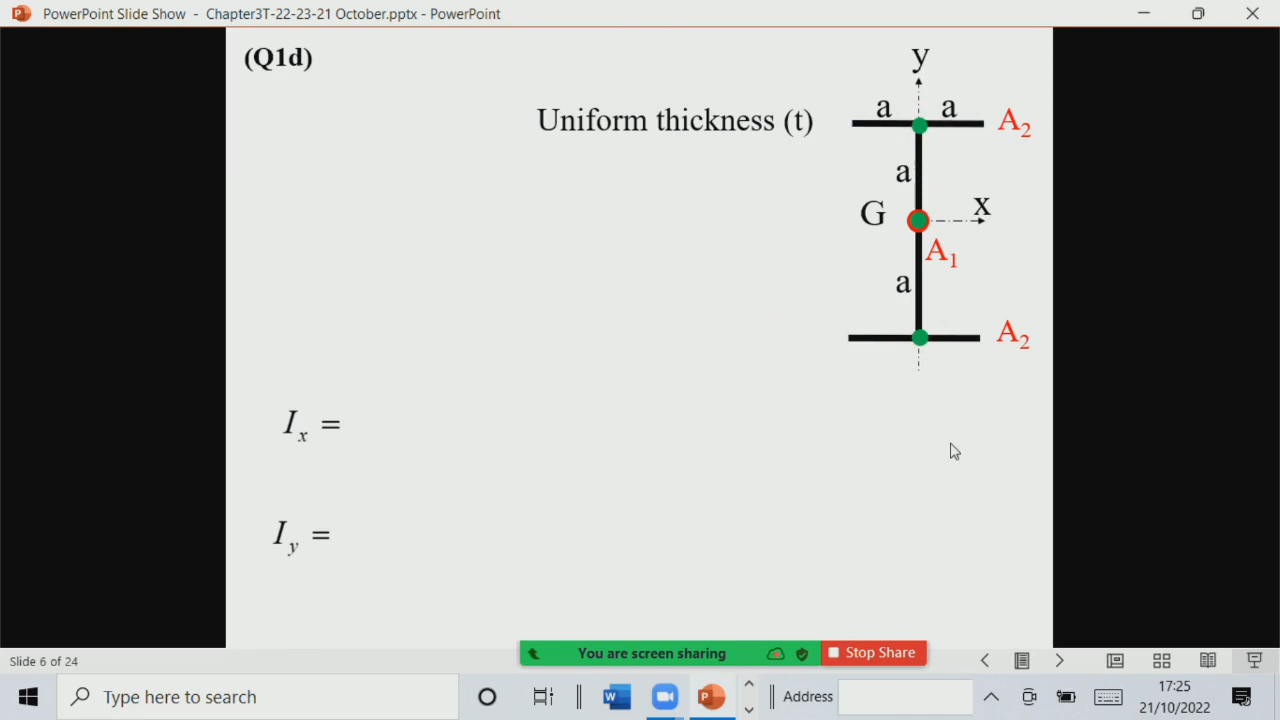 PowerPoint Slide Show - Chapter3T-22-23-21 October.pptx - PowerPoint
(Q1d)
y
Uniform thickness (t)
a a
A2
a
G
x
A1
a
A2
Ix =
Iy =
You are screen sharing
Stop Share
Slide 6 of 24
Type here to search
Address
17:25
21/10/2022